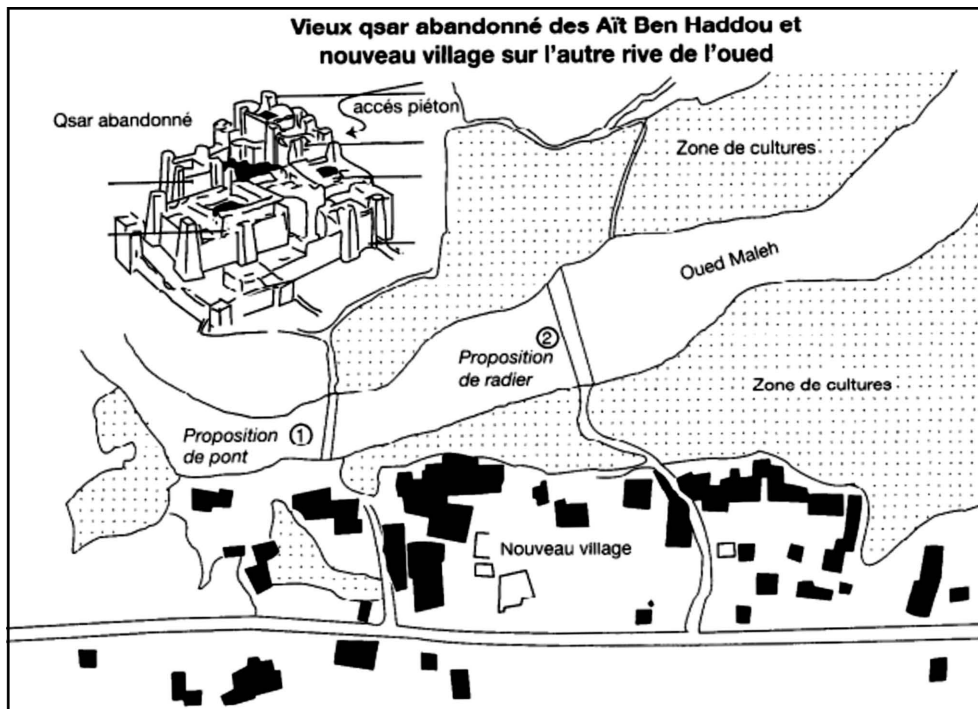 Vieux qsar abandonné des Aït Ben Haddou et
nouveau village sur l'autre rive de l'oued
Qsar abandonné
accés piéton
Zone de cultures
Oued Maleh
②
Proposition
de radier
Zone de cultures
Proposition ①
de pont
Nouveau village